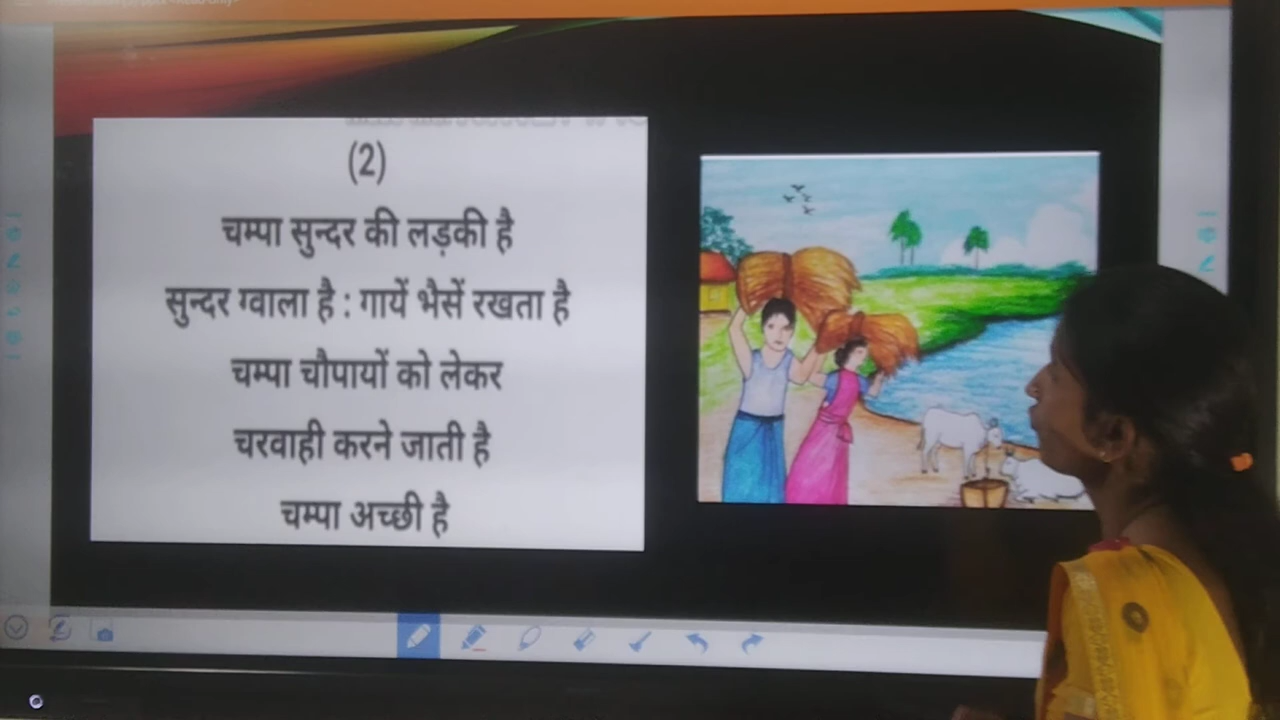 (2)
चम्पा सुन्दर की लड़की है
सुन्दर ग्वाला है : गायें भैसें रखता है
चम्पा चौपायों को लेकर
चरवाही करने जाती है
चम्पा अच्छी है